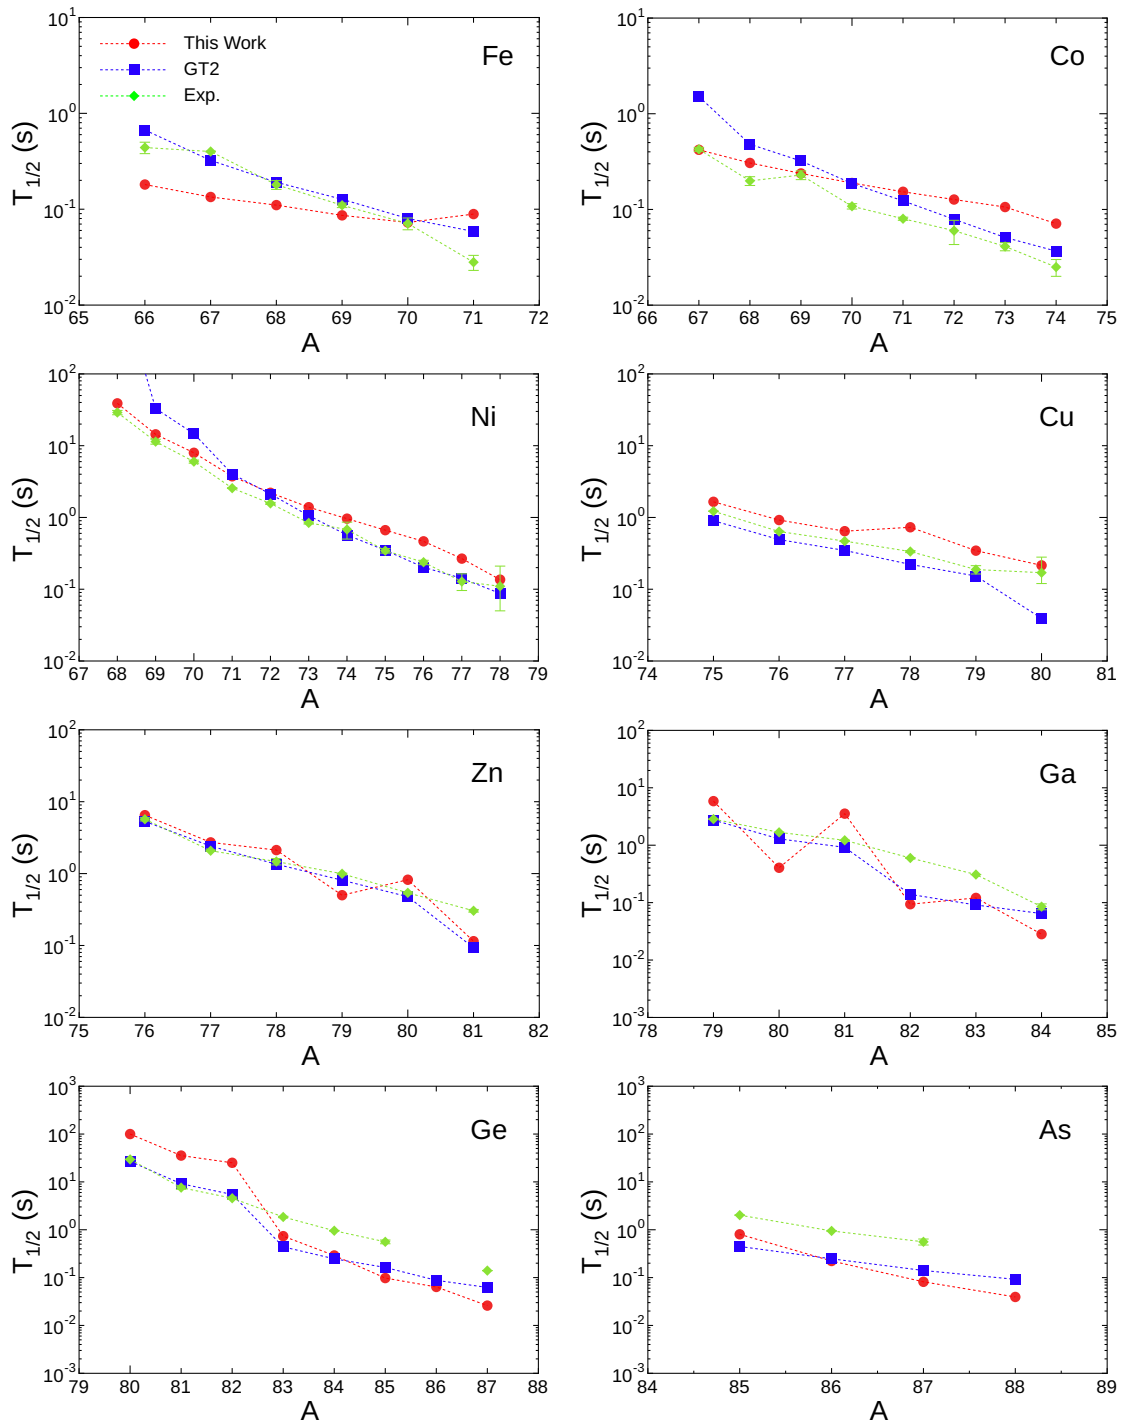 This Work
GT2
Exp.
Fe
T1/2 (s)
10^1
10^0
10^-1
10^-2
65 66 67 68 69 70 71 72
A
Co
T1/2 (s)
10^1
10^0
10^-1
10^-2
66 67 68 69 70 71 72 73 74 75
A
Ni
T1/2 (s)
10^2
10^1
10^0
10^-1
10^-2
67 68 69 70 71 72 73 74 75 76 77 78 79
A
Cu
T1/2 (s)
10^2
10^1
10^0
10^-1
10^-2
74 75 76 77 78 79 80 81
A
Zn
T1/2 (s)
10^2
10^1
10^0
10^-1
10^-2
75 76 77 78 79 80 81 82
A
Ga
T1/2 (s)
10^2
10^1
10^0
10^-1
10^-2
10^-3
78 79 80 81 82 83 84 85
A
Ge
T1/2 (s)
10^3
10^2
10^1
10^0
10^-1
10^-2
10^-3
79 80 81 82 83 84 85 86 87 88
A
As
T1/2 (s)
10^3
10^2
10^1
10^0
10^-1
10^-2
10^-3
84 85 86 87 88 89
A